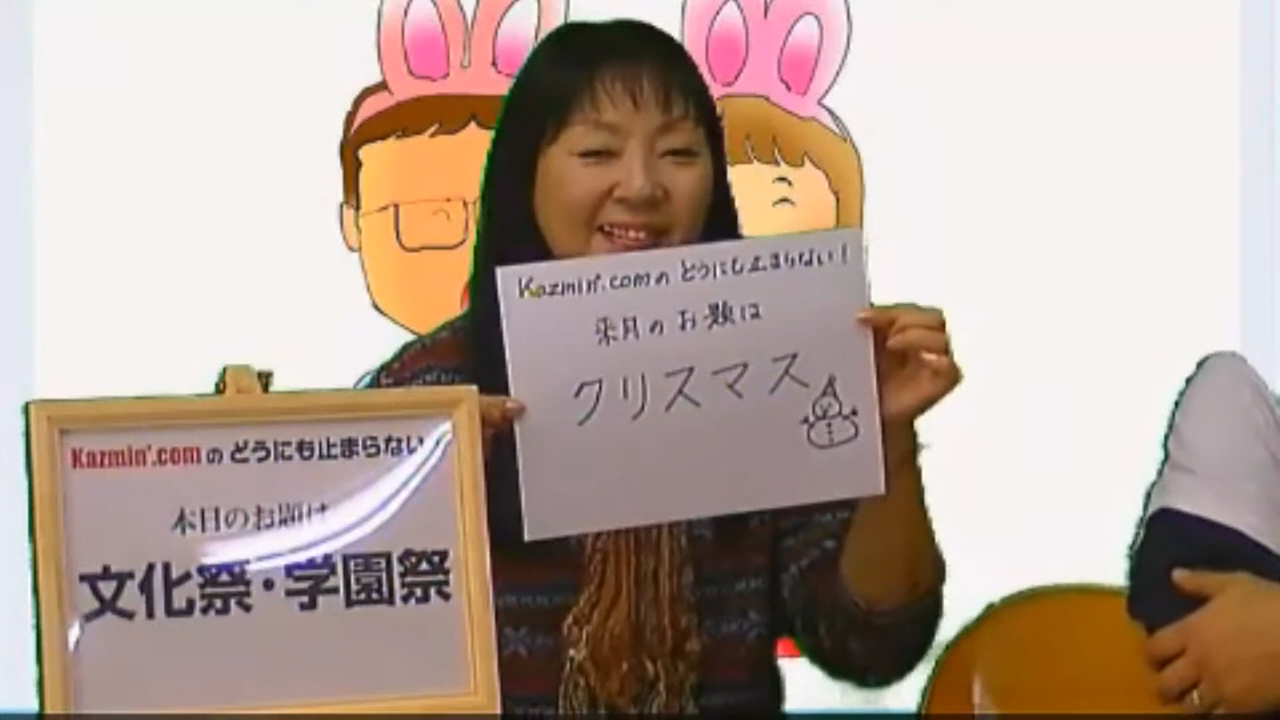 Kazmin'.comの どうにも止まらない!
来月のお題は
クリスマス
Kazmin'.comの どうにも止まらない
本日のお題は
文化祭・学園祭